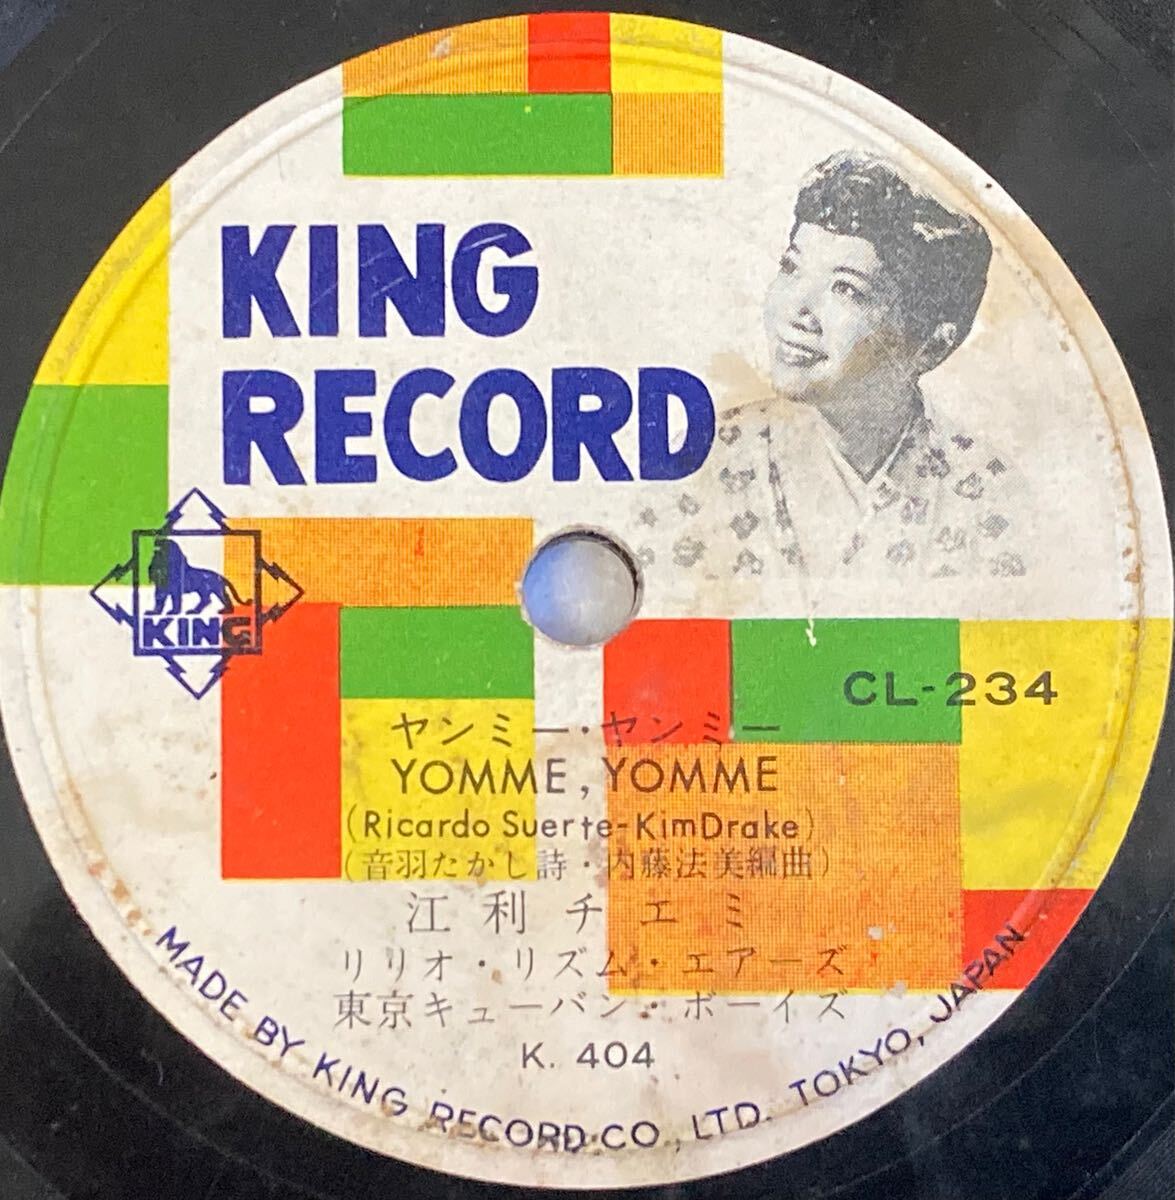 KING
RECORD
KING
CL-234
ヤンミー・ヤンミー
YOMME, YOMME
(Ricardo Suerte-KimDrake)
(音羽たかし詩・内藤法美編曲)
江利チエミ
リリオ・リズム・エアーズ
東京キューバン・ボーイズ
K. 404
MADE BY KING RECORD CO., LTD. TOKYO, JAPAN